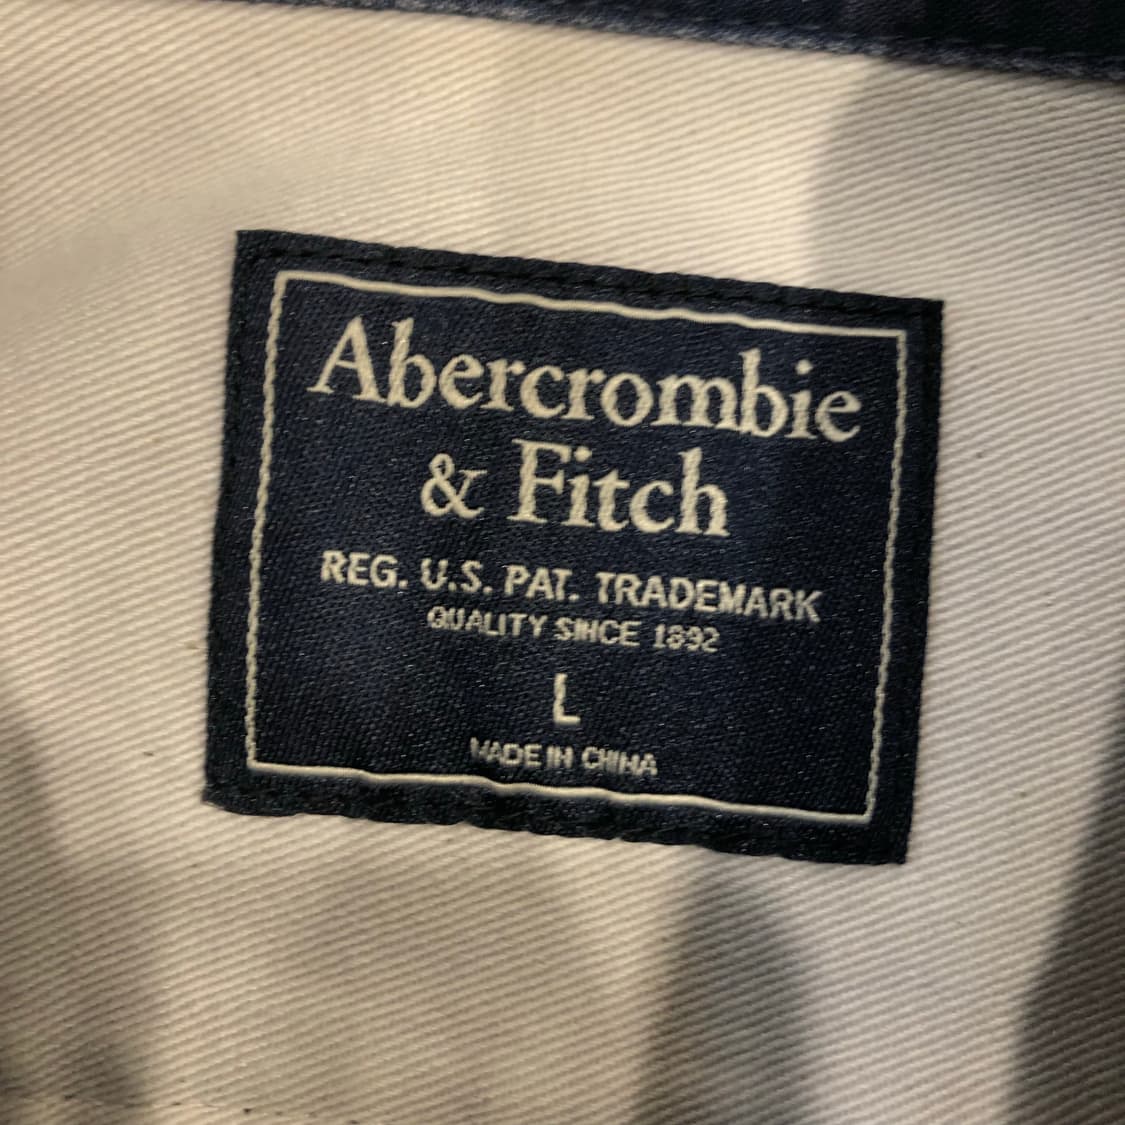 Abercrombie
& Fitch
REG. U.S. PAT. TRADEMARK
QUALITY SINCE 1892
L
MADE IN CHINA